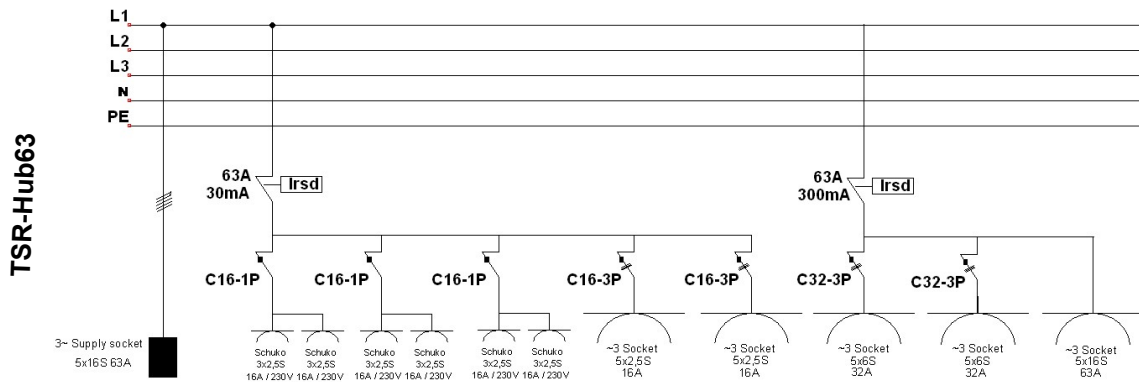 TSR-Hub63
L1
L2
L3
N
PE
63A
30mA
Irsd
63A
300mA
Irsd
C16-1P
C16-1P
C16-1P
C16-3P
C16-3P
C32-3P
C32-3P
3~ Supply socket
5x16S 63A
Schuko
3x2,5S
16A / 230V
Schuko
3x2,5S
16A / 230V
Schuko
3x2,5S
16A / 230V
Schuko
3x2,5S
16A / 230V
Schuko
3x2,5S
16A / 230V
Schuko
3x2,5S
16A / 230V
~3 Socket
5x2,5S
16A
~3 Socket
5x2,5S
16A
~3 Socket
5x6S
32A
~3 Socket
5x6S
32A
~3 Socket
5x16S
63A